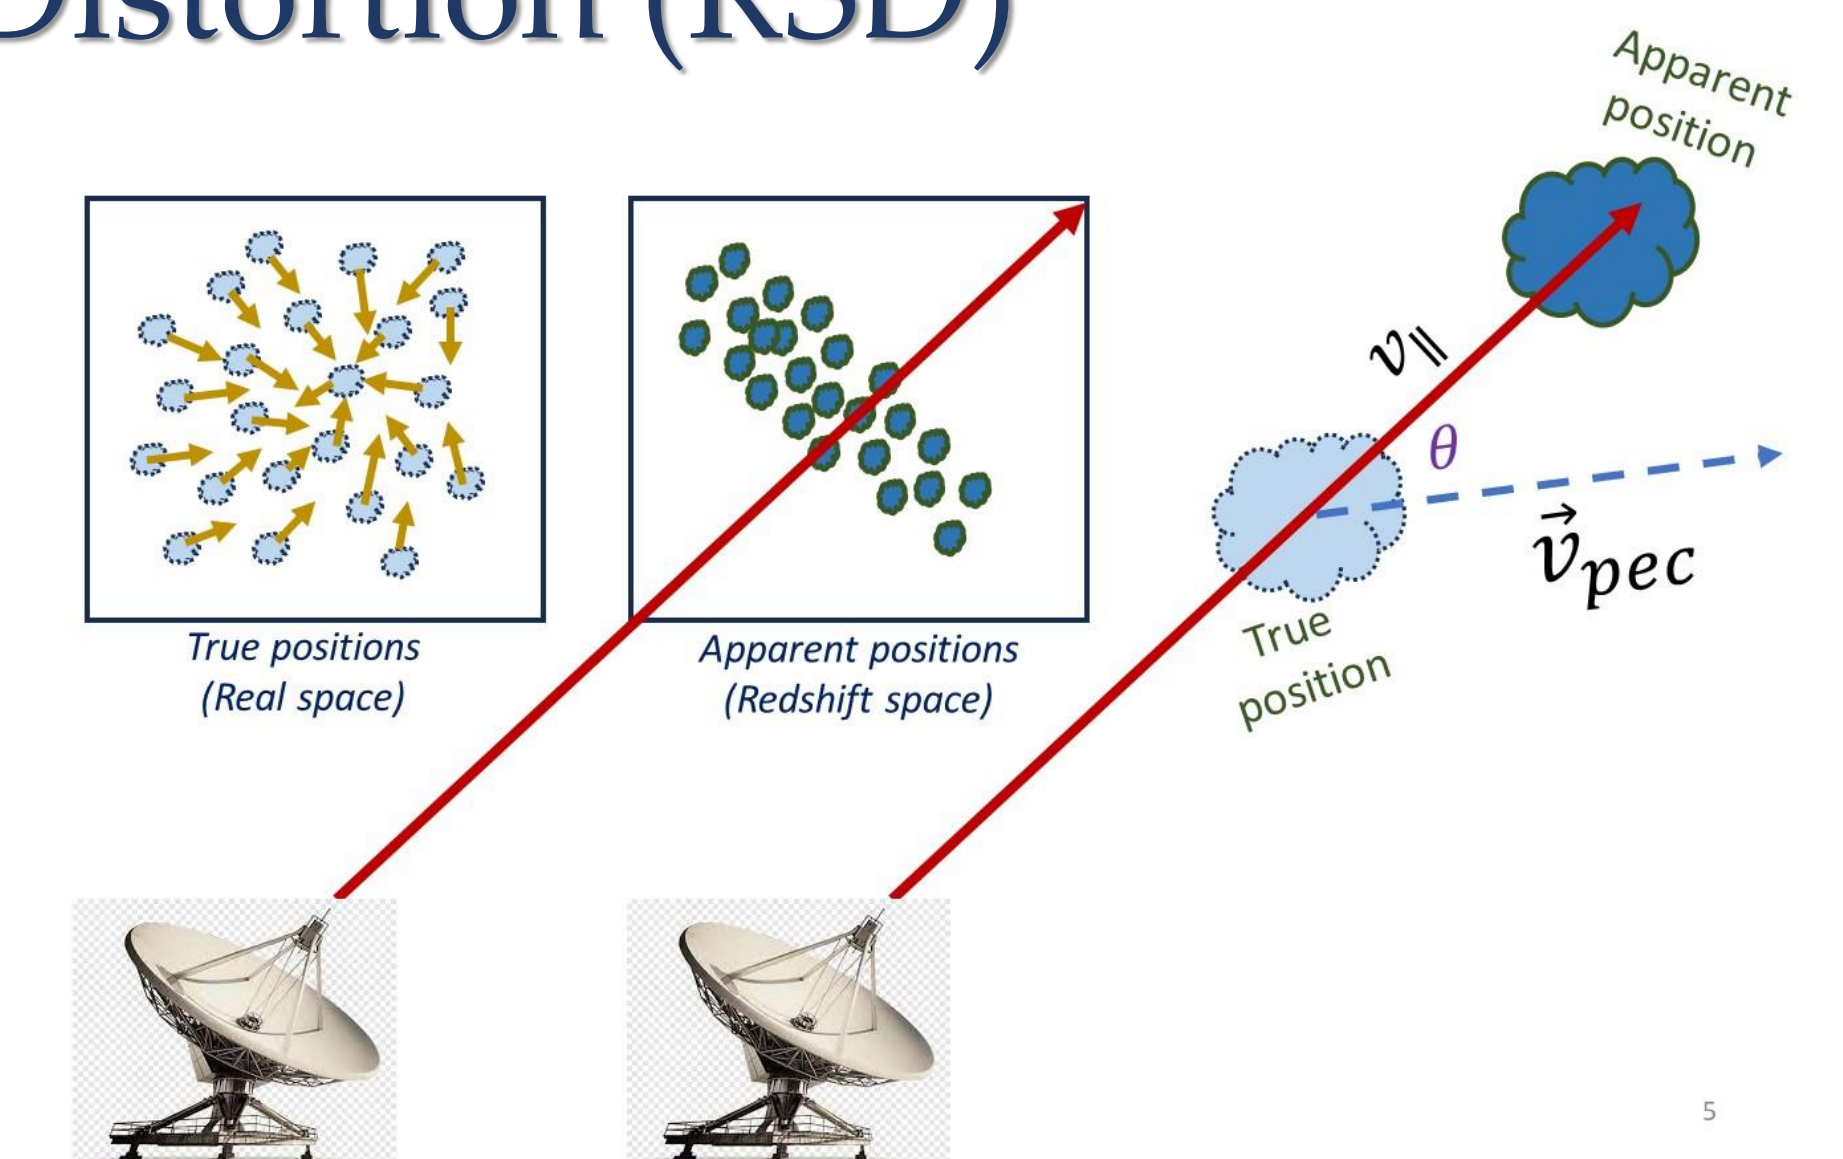 Distortion (RSD)
Apparent
position
v∥
θ
v⃗pec
True positions
(Real space)
Apparent positions
(Redshift space)
True
position
5